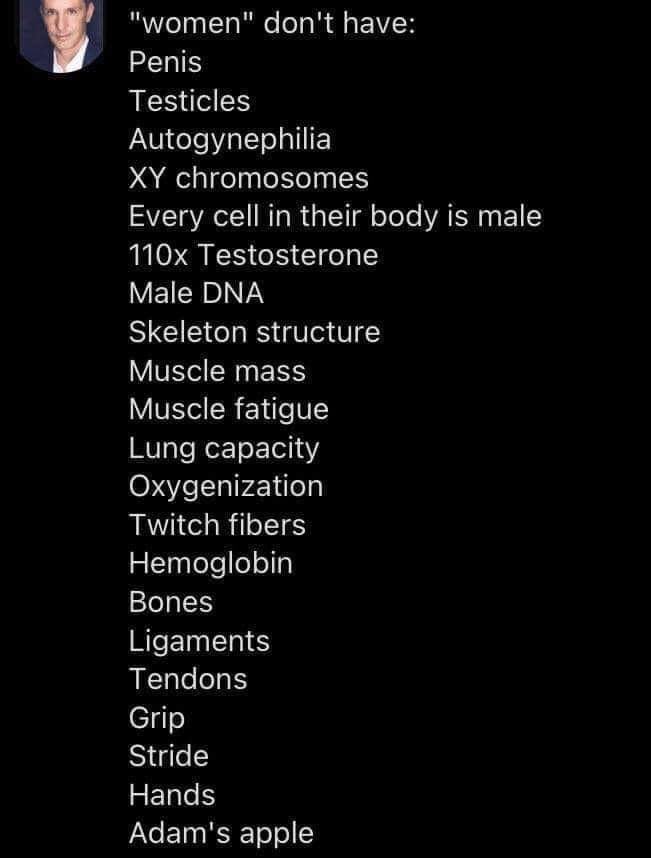 "women" don't have:
Penis
Testicles
Autogynephilia
XY chromosomes
Every cell in their body is male
110x Testosterone
Male DNA
Skeleton structure
Muscle mass
Muscle fatigue
Lung capacity
Oxygenization
Twitch fibers
Hemoglobin
Bones
Ligaments
Tendons
Grip
Stride
Hands
Adam's apple